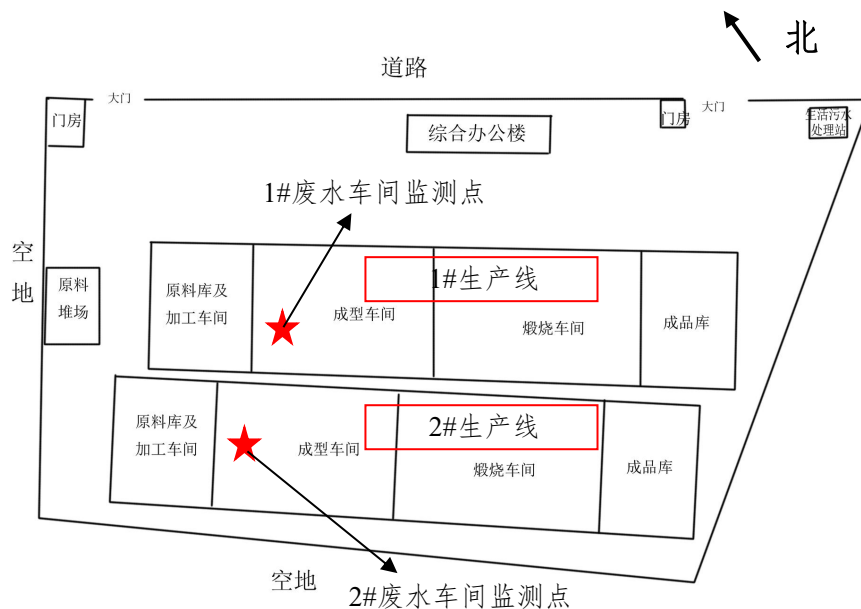 北
道路
大门
大门
门房
综合办公楼
门房
生活污水
处理站
1#废水车间监测点
空
地
原料
堆场
原料库及
加工车间
成型车间
1#生产线
煅烧车间
成品库
原料库及
加工车间
成型车间
2#生产线
煅烧车间
成品库
空地
2#废水车间监测点